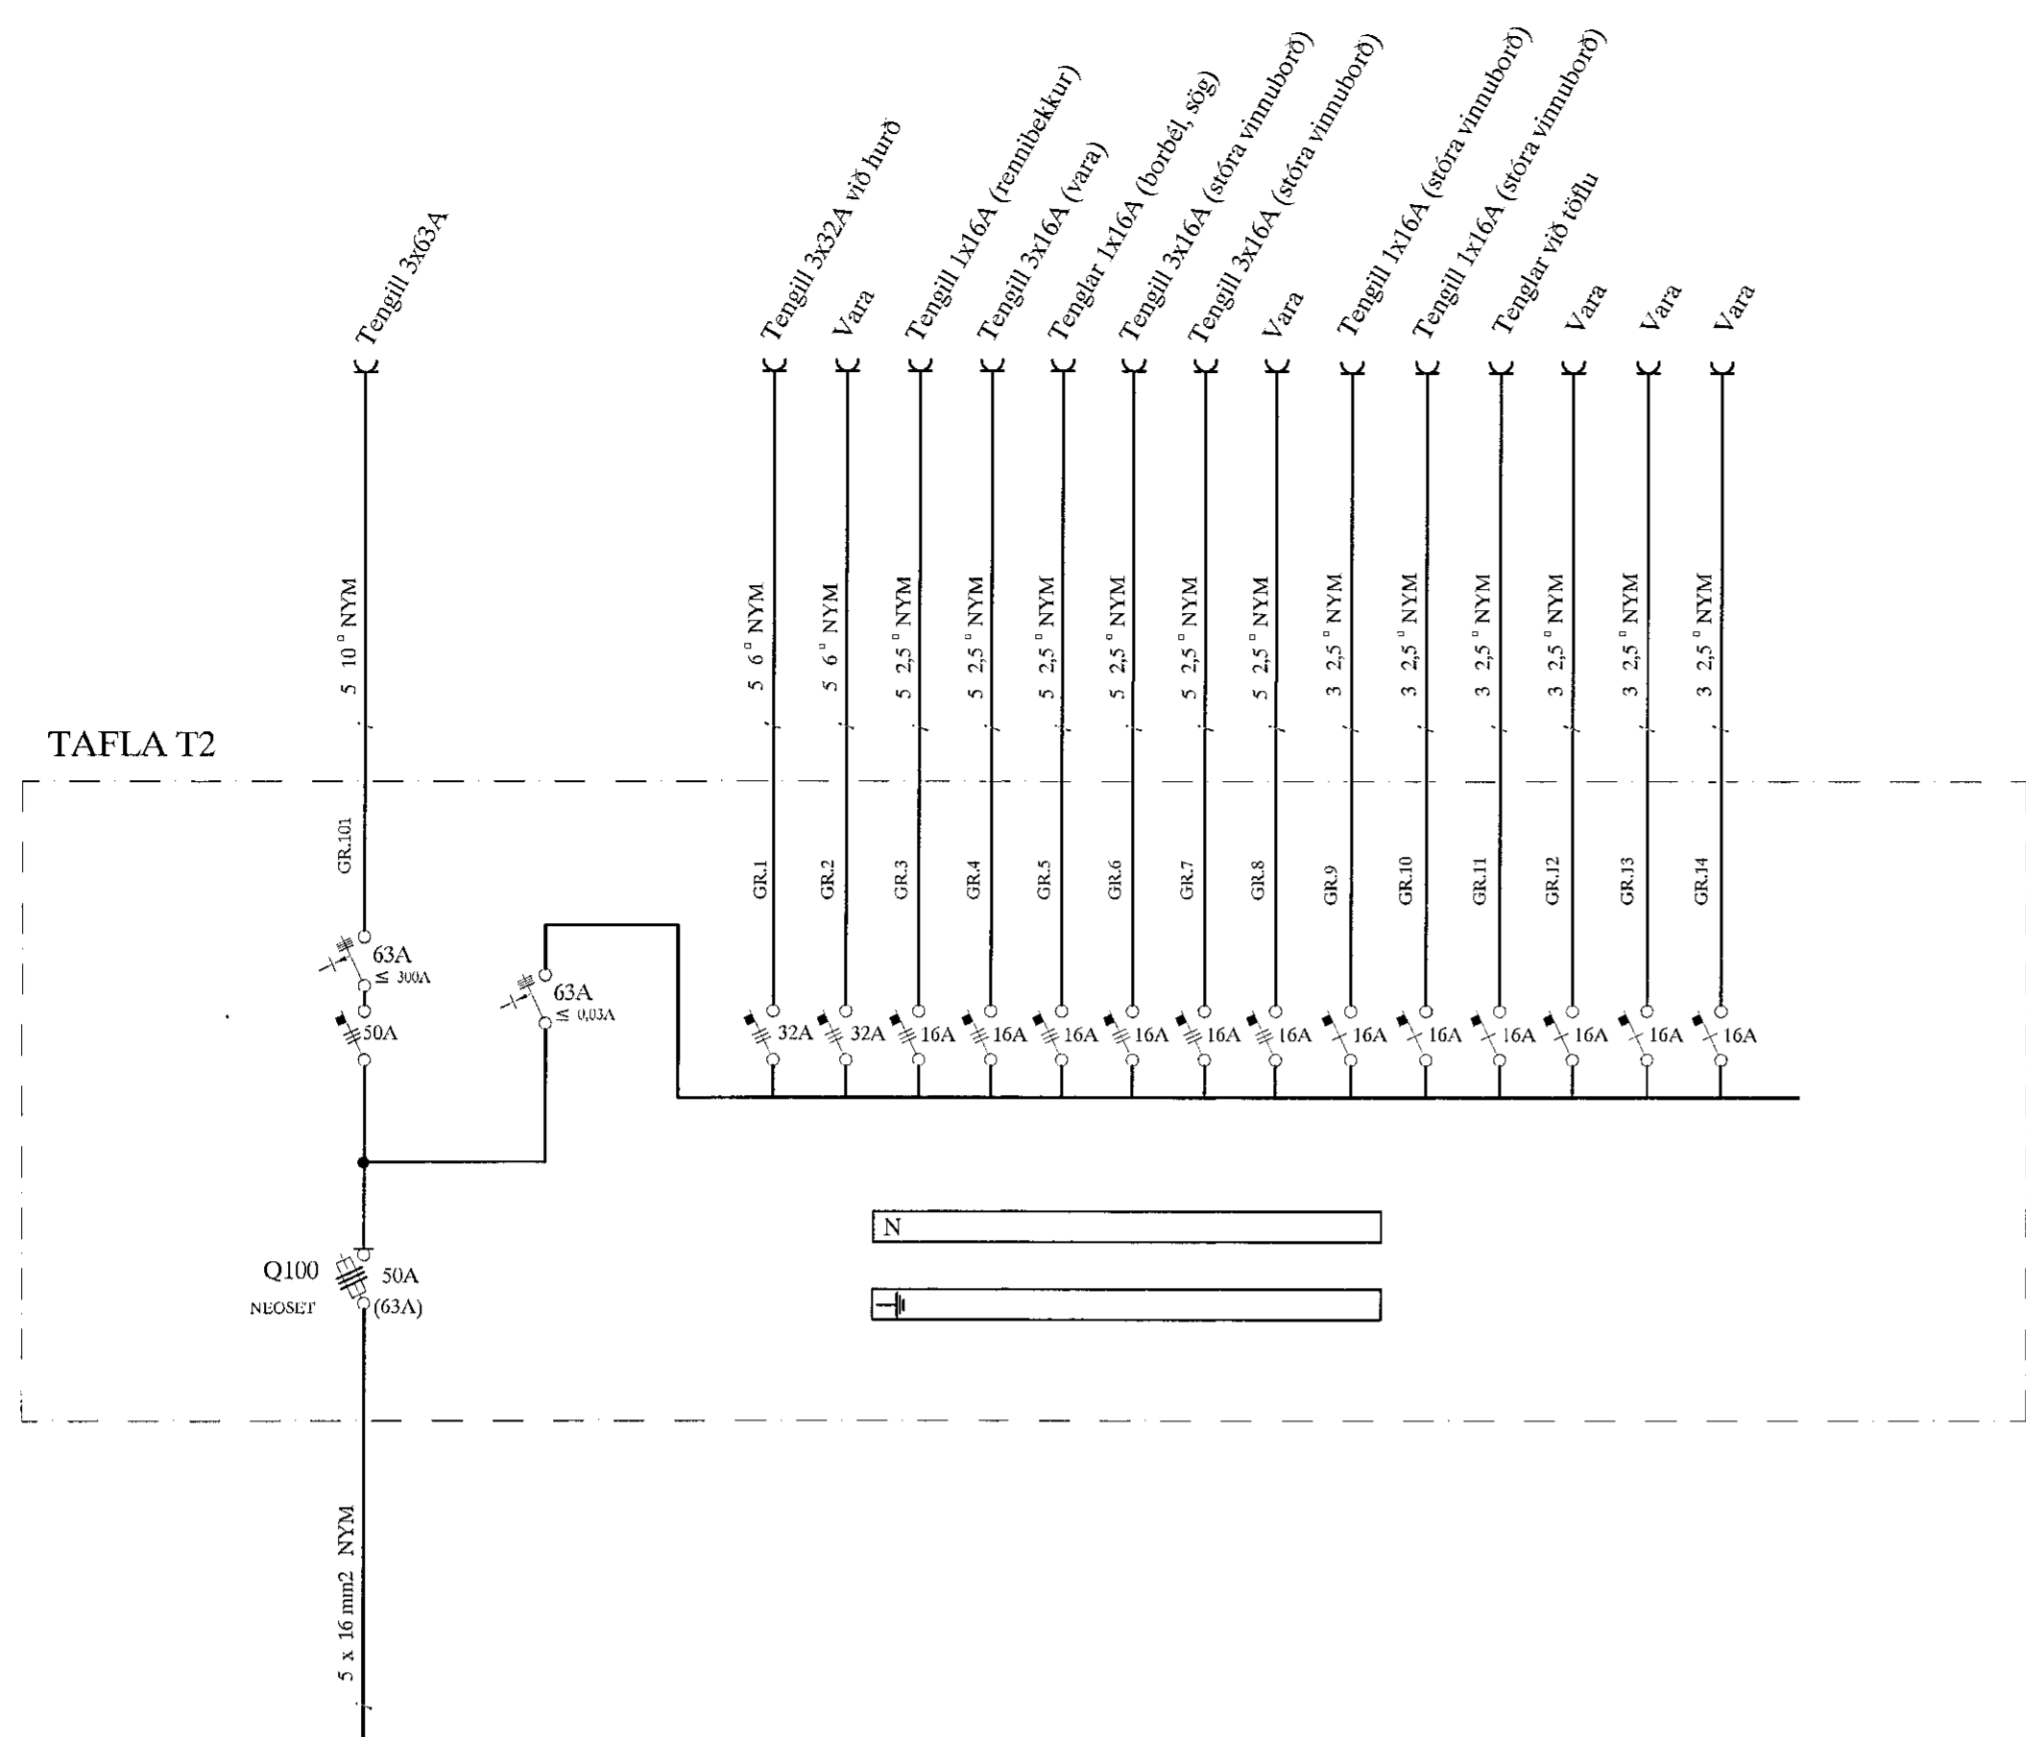 Tengill 3x63A
Tengill 3x32A við hurð
Vara
Tengill 1x16A (rennibekkur)
Tengill 3x16A (vara)
Tenglar 1x16A (borbél, sög)
Tengill 3x16A (stóra vinnuborð)
Tengill 3x16A (stóra vinnuborð)
Vara
Tengill 1x16A (stóra vinnuborð)
Tengill 1x16A (stóra vinnuborð)
Tenglar við töflu
Vara
Vara
Vara
5 10 □ NYM
5 6 □ NYM
5 6 □ NYM
5 2,5 □ NYM
5 2,5 □ NYM
5 2,5 □ NYM
5 2,5 □ NYM
5 2,5 □ NYM
5 2,5 □ NYM
3 2,5 □ NYM
3 2,5 □ NYM
3 2,5 □ NYM
3 2,5 □ NYM
3 2,5 □ NYM
3 2,5 □ NYM
TAFLA T2
GR.101
GR.1
GR.2
GR.3
GR.4
GR.5
GR.6
GR.7
GR.8
GR.9
GR.10
GR.11
GR.12
GR.13
GR.14
63A
≤ 300A
50A
63A
≤ 0,03A
32A
32A
16A
16A
16A
16A
16A
16A
16A
16A
16A
16A
16A
16A
N
Q100
50A
NEOSET
(63A)
5 x 16 mm2 NYM